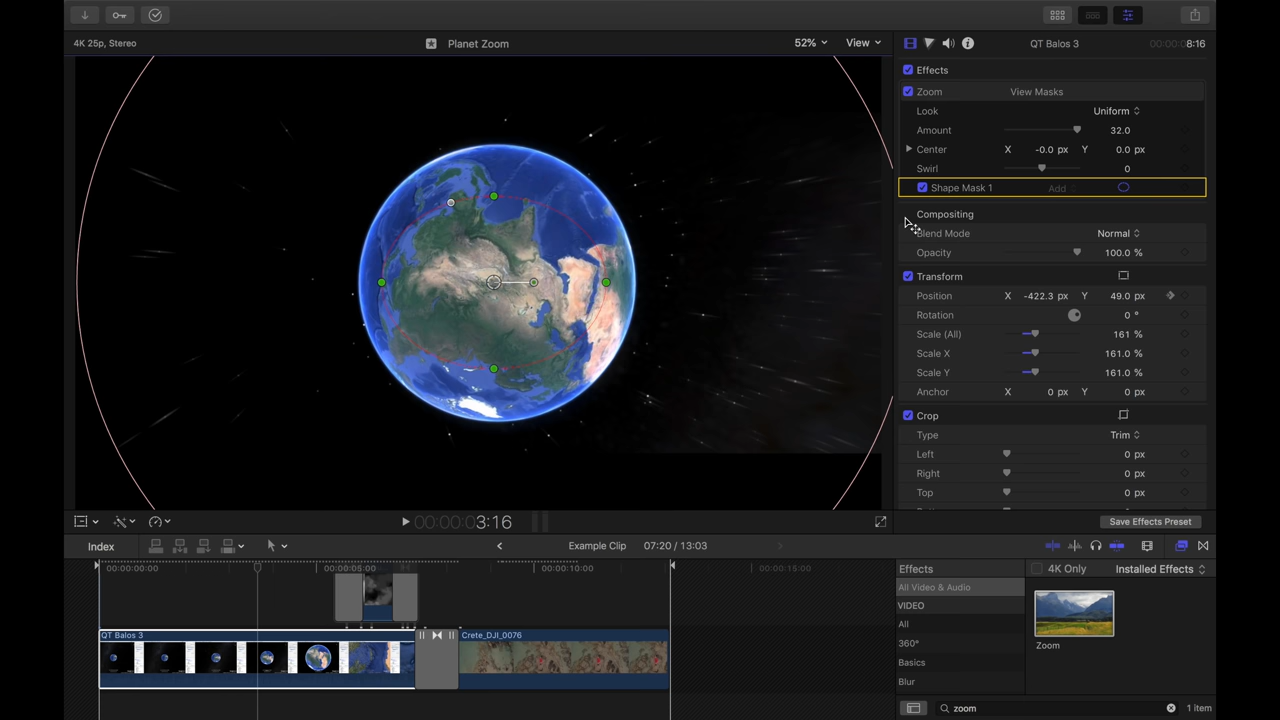 4K 25p, Stereo
Planet Zoom
52%
View
QT Balos 3
00:00:08:16
Effects
Zoom
View Masks
Look
Uniform
Amount
32.0
Center
X
-0.0 px
Y
0.0 px
Swirl
0
Shape Mask 1
Add
Compositing
Blend Mode
Normal
Opacity
100.0 %
Transform
Position
X
-422.3 px
Y
49.0 px
Rotation
0 °
Scale (All)
161 %
Scale X
161.0 %
Scale Y
161.0 %
Anchor
X
0 px
Y
0 px
Crop
Type
Trim
Left
0 px
Right
0 px
Top
0 px
00:00:03:16
Save Effects Preset
Index
Example Clip
07:20 / 13:03
00:00:00:00
00:00:05:00
00:00:10:00
00:00:15:00
QT Balos 3
Crete_DJI_0076
Effects
4K Only
Installed Effects
All Video & Audio
VIDEO
All
360°
Basics
Blur
Zoom
zoom
1 item